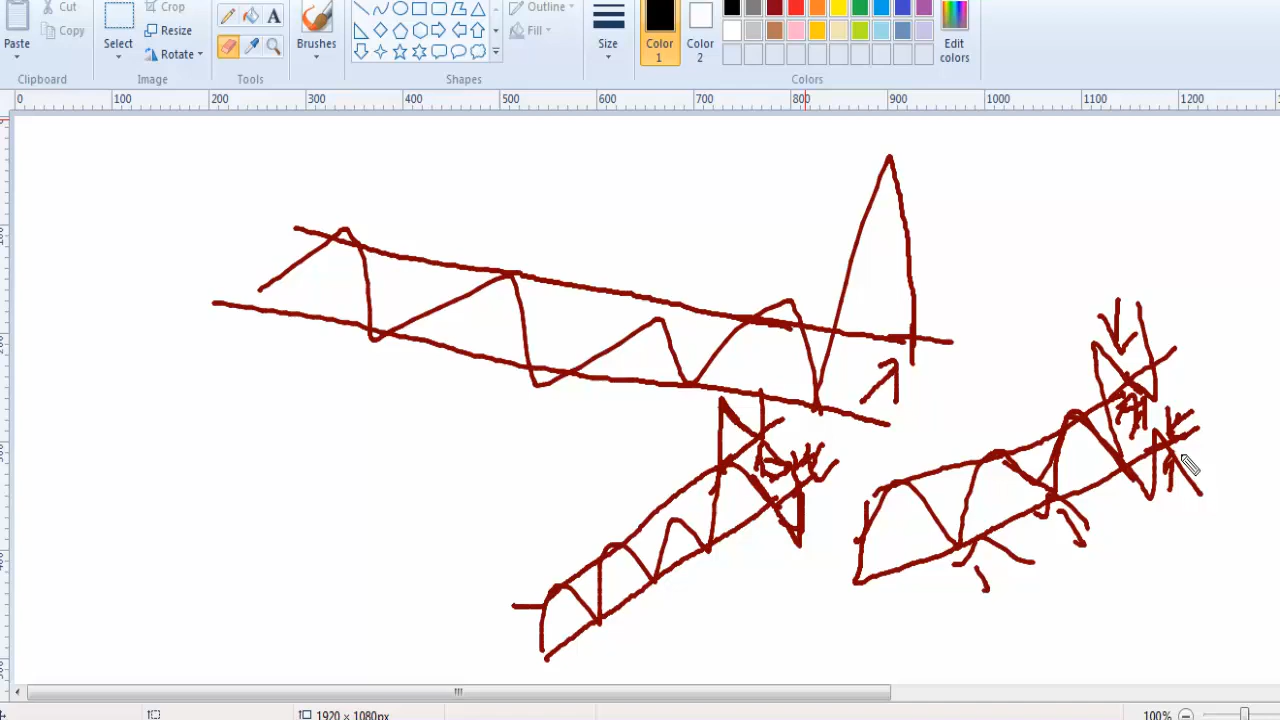 Cut
Crop
Outline
Copy
Resize
Fill
Paste
Select
Rotate
Brushes
Size
Color 1
Color 2
Edit colors
Clipboard
Image
Tools
Shapes
Colors
0 100 200 300 400 500 600 700 800 900 1000 1100 1200
1920 × 1080px
100%